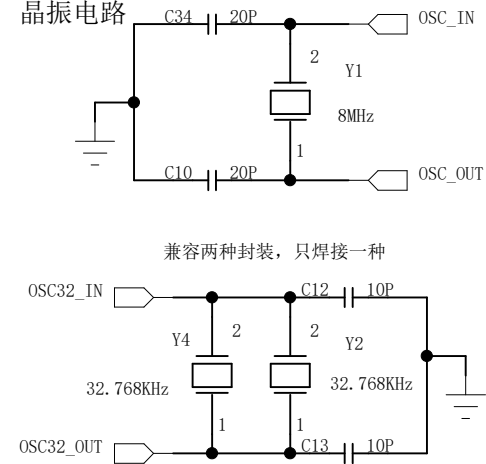 晶振电路
C34 20P OSC_IN
2
Y1
8MHz
1
C10 20P OSC_OUT
兼容两种封装，只焊接一种
OSC32_IN C12 10P
Y4 2 2 Y2
32.768KHz 32.768KHz
1 1
OSC32_OUT C13 10P